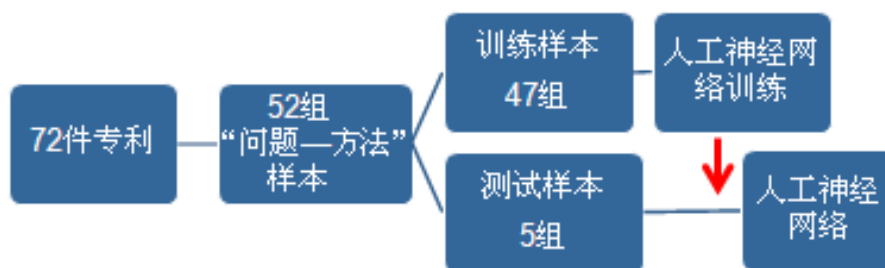 72件专利
52组
“问题—方法”
样本
训练样本
47组
人工神经网
络训练
测试样本
5组
人工神经
网络